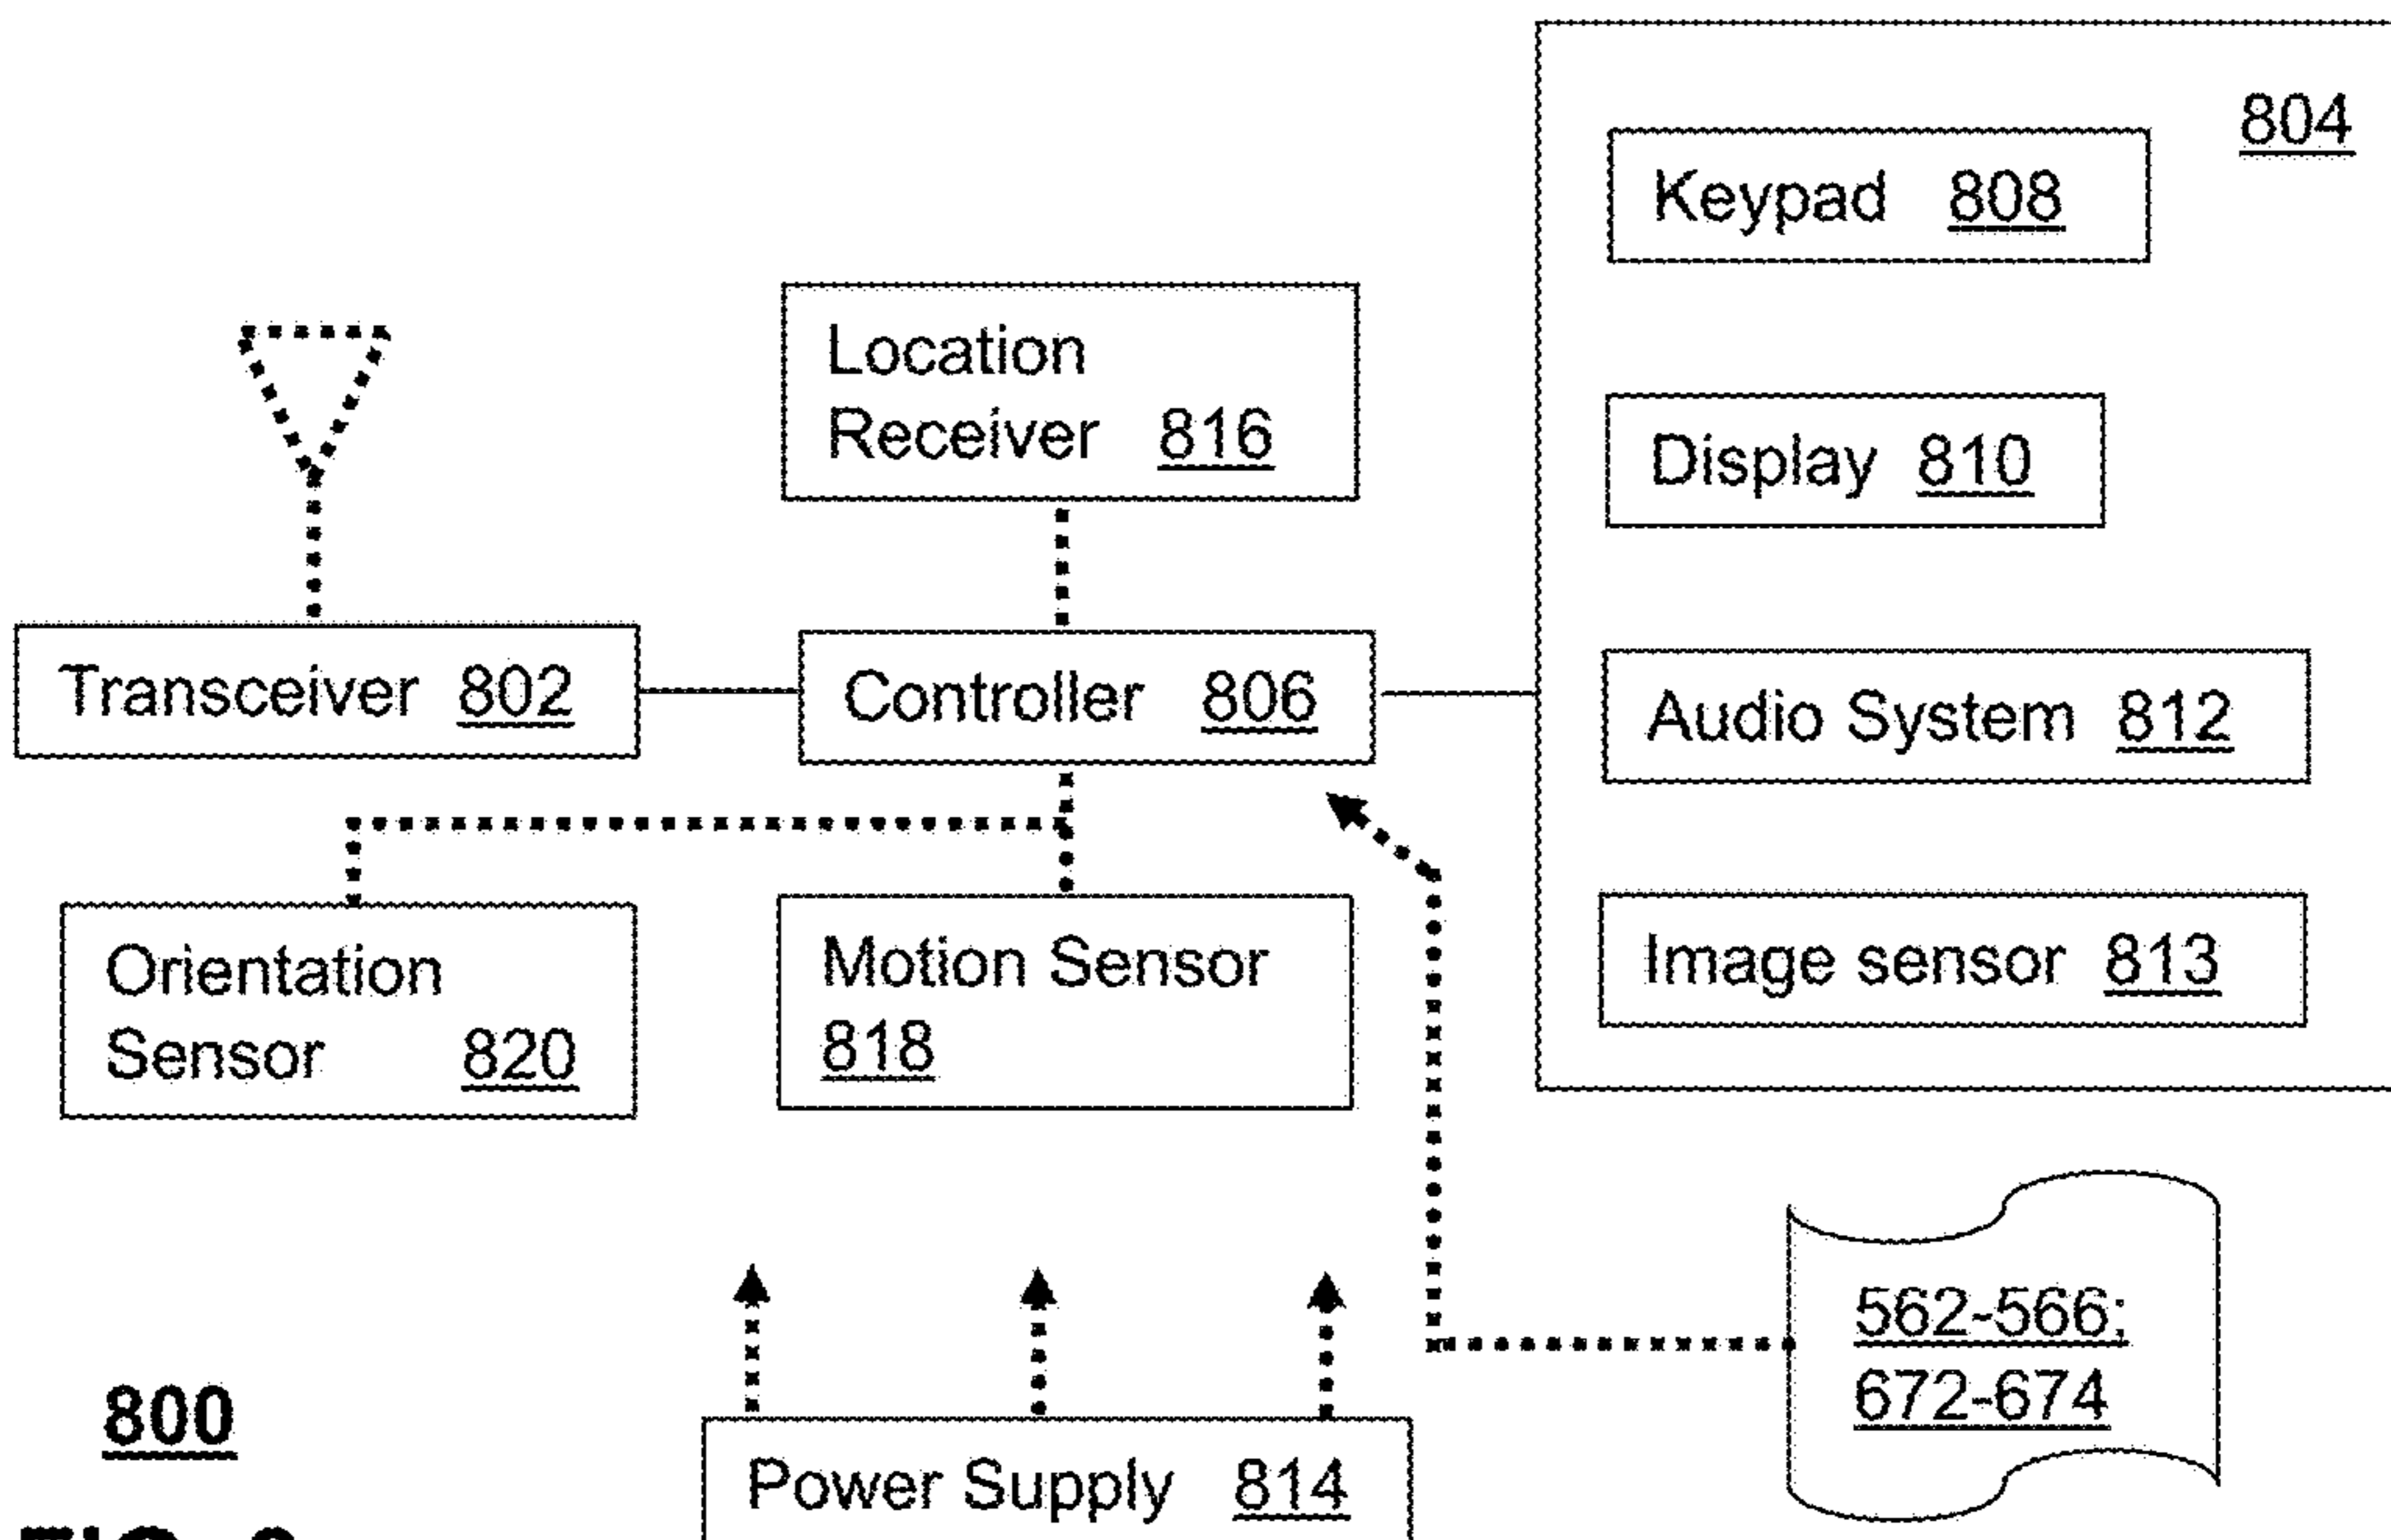 804
Keypad 808
Location
Receiver 816
Display 810
Transceiver 802
Controller 806
Audio System 812
Orientation
Sensor 820
Motion Sensor
818
Image sensor 813
562-566;
672-674
800
Power Supply 814